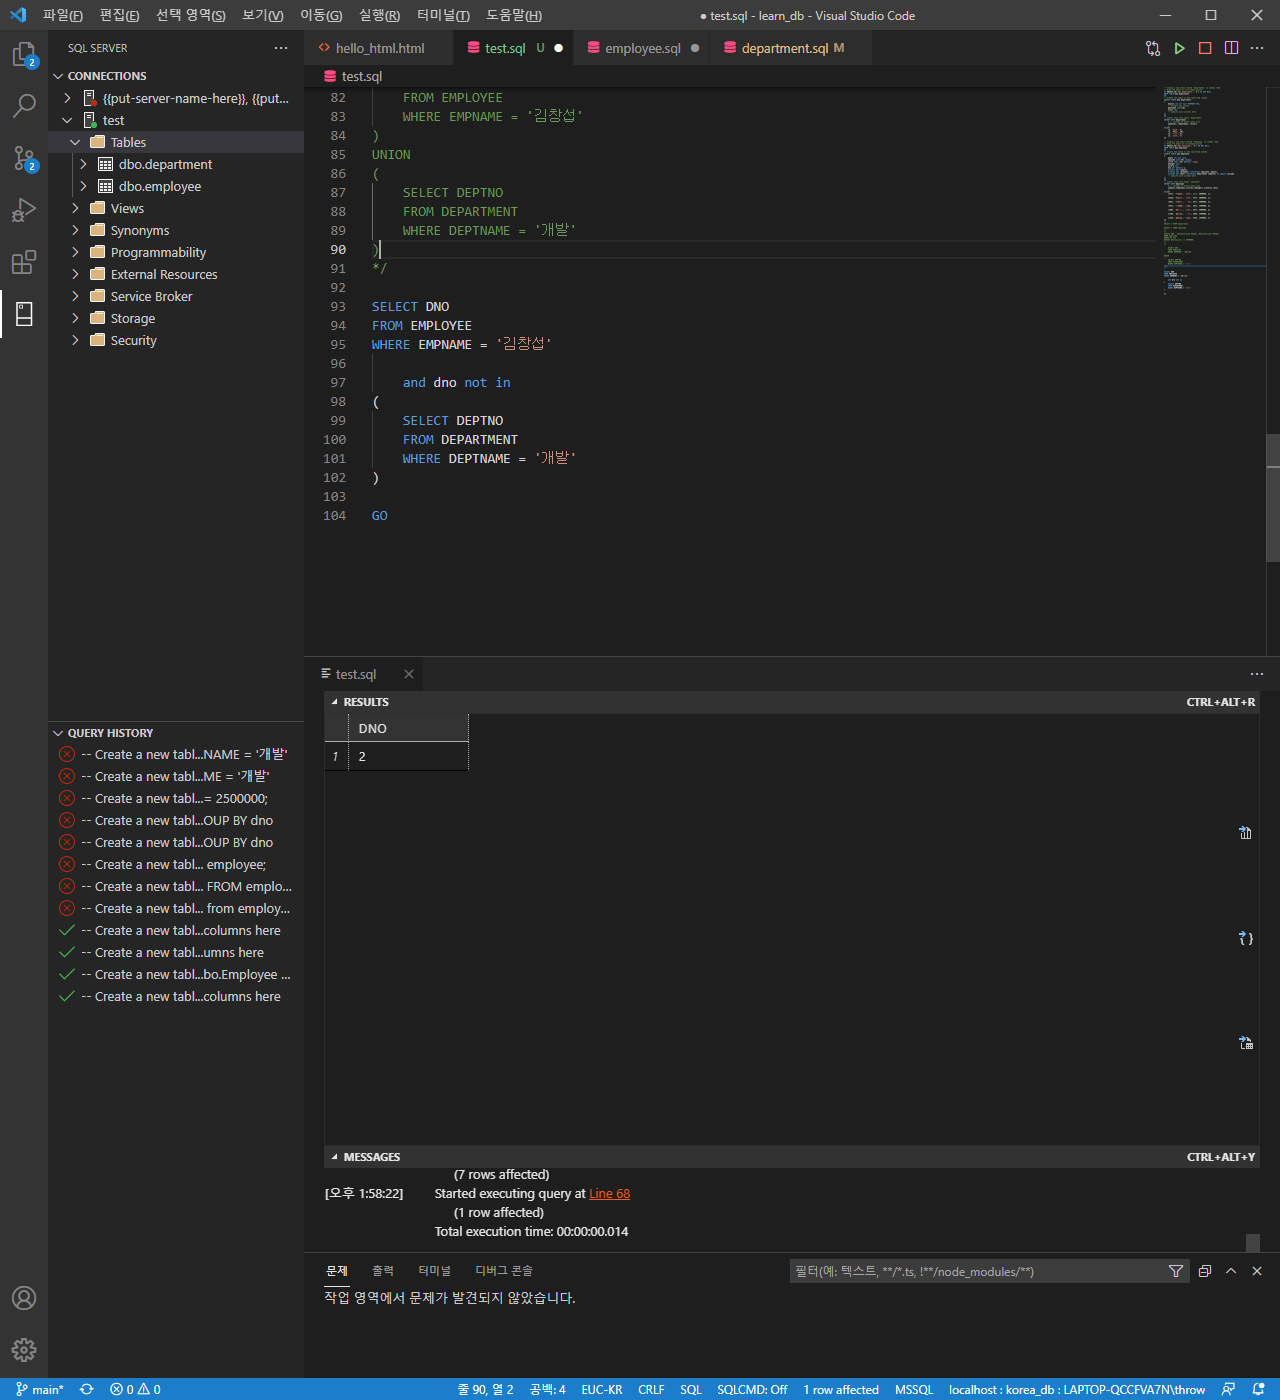 파일(F) 편집(E) 선택 영역(S) 보기(V) 이동(G) 실행(R) 터미널(T) 도움말(H) ● test.sql - learn_db - Visual Studio Code
SQL SERVER
CONNECTIONS
{{put-server-name-here}}, {{put...
test
Tables
dbo.department
dbo.employee
Views
Synonyms
Programmability
External Resources
Service Broker
Storage
Security
QUERY HISTORY
-- Create a new tabl...NAME = '개발'
-- Create a new tabl...ME = '개발'
-- Create a new tabl...= 2500000;
-- Create a new tabl...OUP BY dno
-- Create a new tabl...OUP BY dno
-- Create a new tabl... employee;
-- Create a new tabl... FROM emplo...
-- Create a new tabl... from employ...
-- Create a new tabl...columns here
-- Create a new tabl...umns here
-- Create a new tabl...bo.Employee ...
-- Create a new tabl...columns here
2
2
hello_html.html test.sql U employee.sql department.sql M
test.sql
82 FROM EMPLOYEE
83 WHERE EMPNAME = '김창섭'
84 )
85 UNION
86 (
87 SELECT DEPTNO
88 FROM DEPARTMENT
89 WHERE DEPTNAME = '개발'
90 )
91 */
92
93 SELECT DNO
94 FROM EMPLOYEE
95 WHERE EMPNAME = '김창섭'
96
97 and dno not in
98 (
99 SELECT DEPTNO
100 FROM DEPARTMENT
101 WHERE DEPTNAME = '개발'
102 )
103
104 GO
test.sql
RESULTS CTRL+ALT+R
DNO
1 2
MESSAGES CTRL+ALT+Y
(7 rows affected)
[오후 1:58:22] Started executing query at Line 68
(1 row affected)
Total execution time: 00:00:00.014
문제 출력 터미널 디버그 콘솔 필터(예: 텍스트, **/*.ts, !**/node_modules/**)
작업 영역에서 문제가 발견되지 않았습니다.
main* 0 0 줄 90, 열 2 공백: 4 EUC-KR CRLF SQL SQLCMD: Off 1 row affected MSSQL localhost : korea_db : LAPTOP-QCCFVA7N\throw